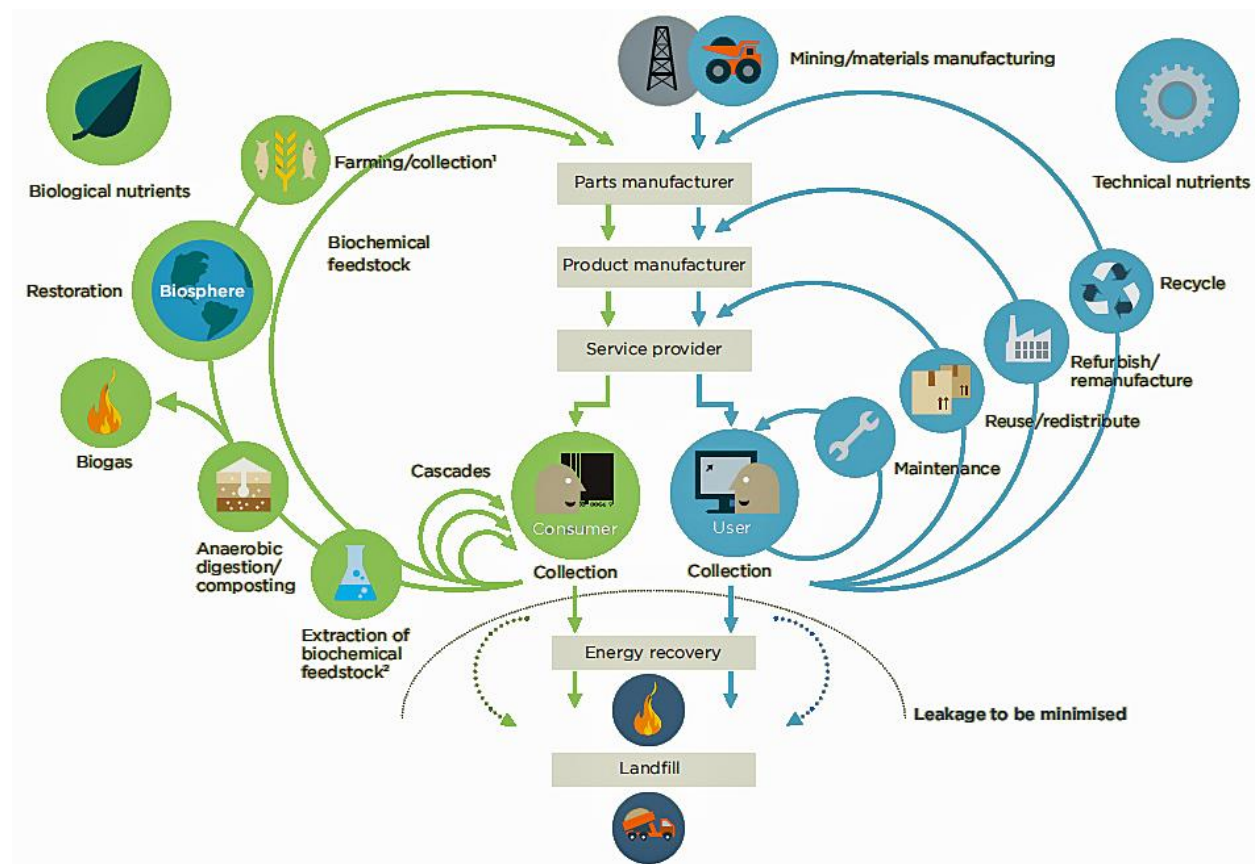 Mining/materials manufacturing
Biological nutrients
Technical nutrients
Farming/collection¹
Parts manufacturer
Biochemical
feedstock
Product manufacturer
Restoration
Biosphere
Recycle
Service provider
Refurbish/
remanufacture
Reuse/redistribute
Biogas
Cascades
Maintenance
Consumer
User
Anaerobic
digestion/
composting
Collection
Collection
Extraction of
biochemical
feedstock²
Energy recovery
Leakage to be minimised
Landfill